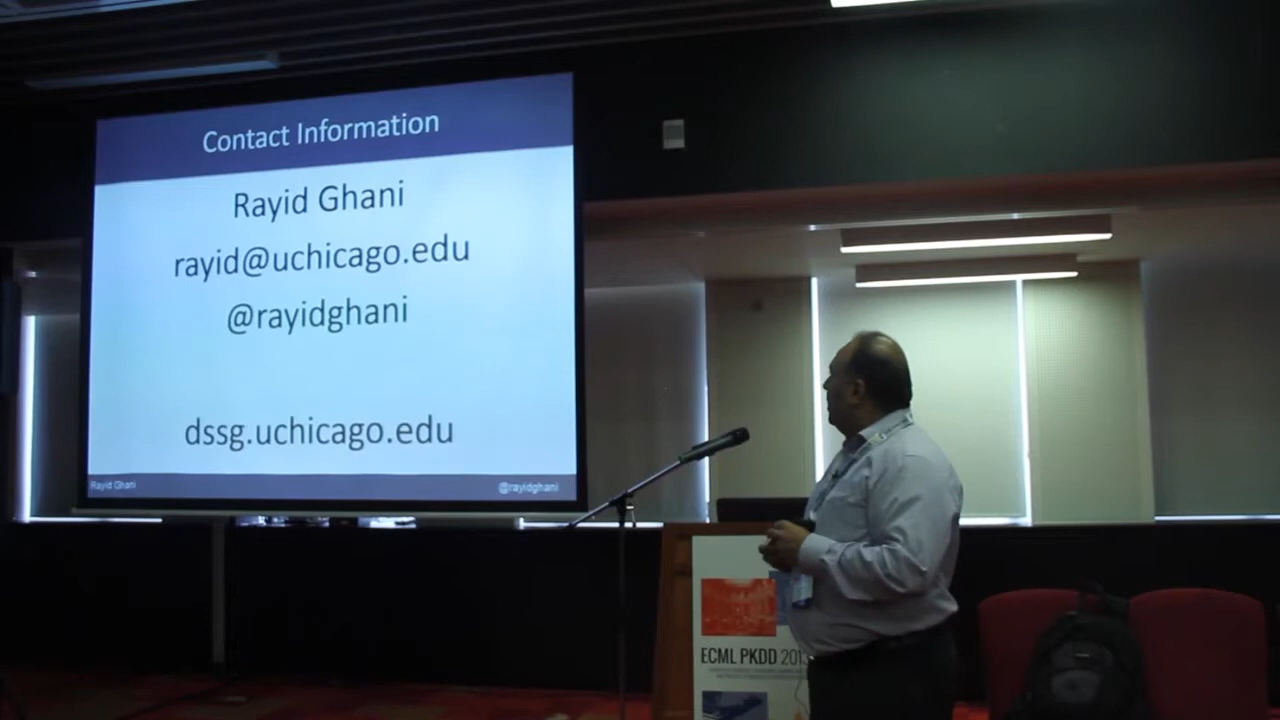 Contact Information
Rayid Ghani
rayid@uchicago.edu
@rayidghani
dssg.uchicago.edu
Rayid Ghani
@rayidghani
ECML PKDD 201